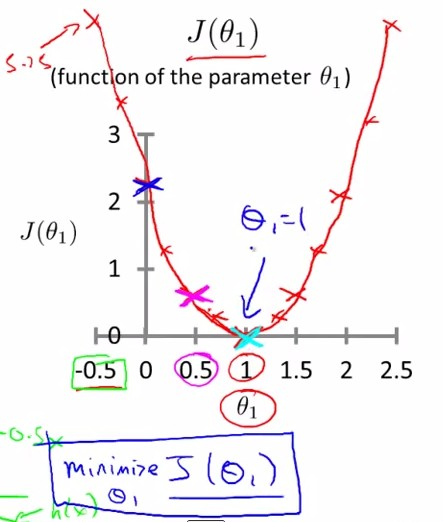 J(θ₁)
5.25
(function of the parameter θ₁)
3
2
θ₁=1
J(θ₁)
1
0
-0.5 0 0.5 1 1.5 2 2.5
θ₁
-0.5
minimize J(θ₁)
θ₁
h(x)